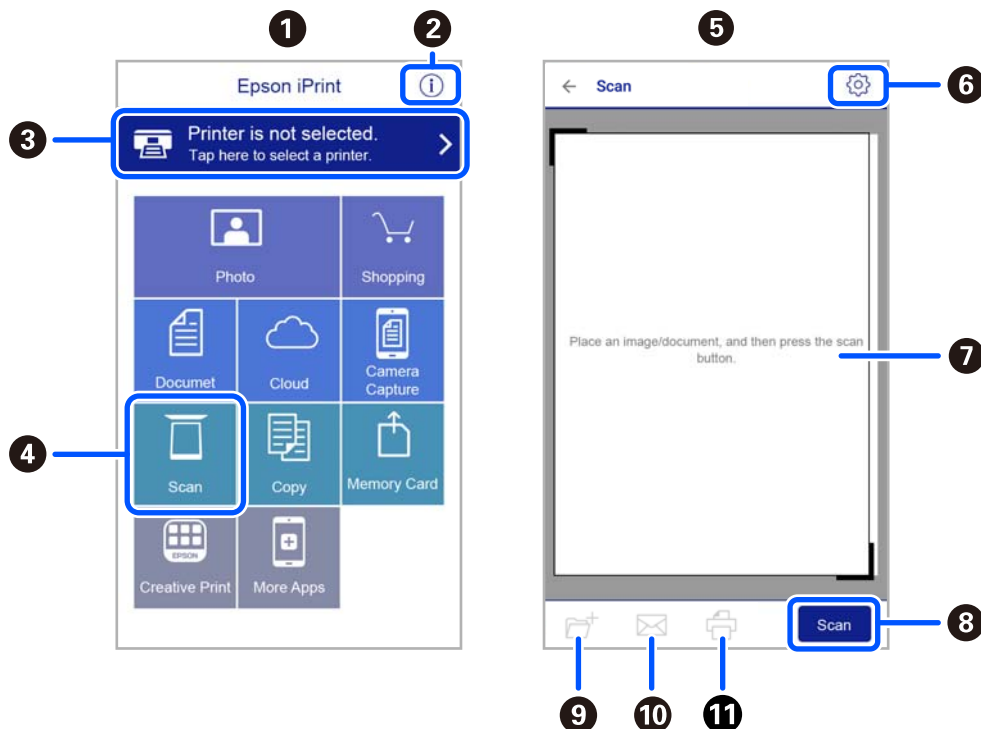 1
2
5
Epson iPrint
3
Printer is not selected.
Tap here to select a printer.
Photo
Shopping
Documet
Cloud
Camera
Capture
4
Scan
Copy
Memory Card
EPSON
Creative Print
More Apps
Scan
6
Place an image/document, and then press the scan
button.
7
Scan
8
9
10
11